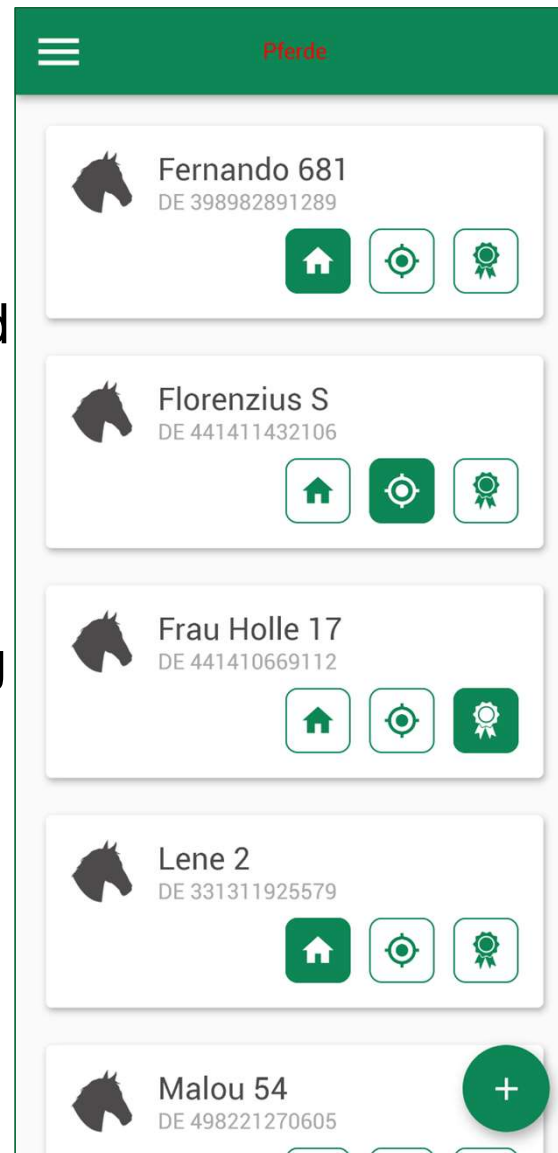 Pferde
Fernando 681
DE 398982891289
Florenzius S
DE 441411432106
Frau Holle 17
DE 441410669112
Lene 2
DE 331311925579
Malou 54
DE 498221270605